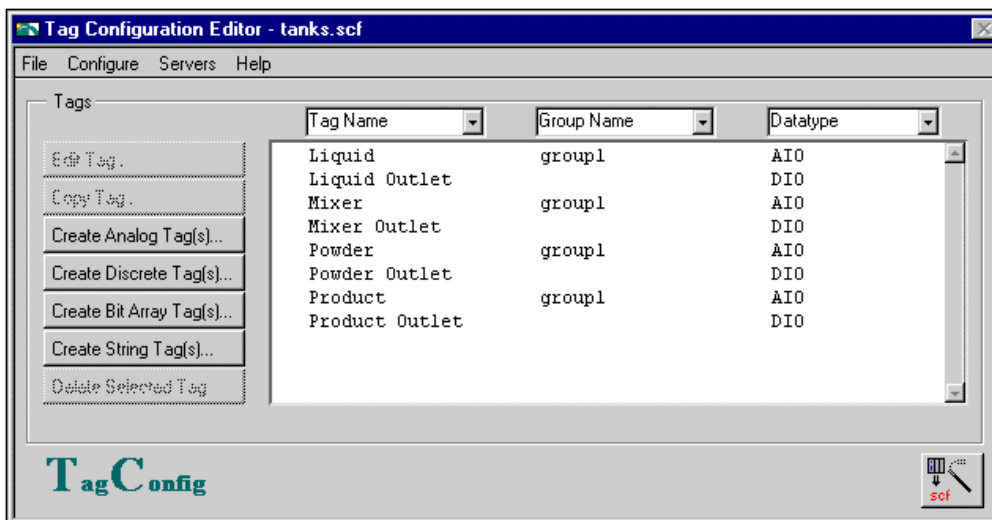 Tag Configuration Editor - tanks.scf
File Configure Servers Help
Tags
Tag Name Group Name Datatype
Edit Tag .
Copy Tag .
Create Analog Tag(s)...
Create Discrete Tag(s)...
Create Bit Array Tag(s)...
Create String Tag(s)...
Delete Selected Tag
Liquid group1 AIO
Liquid Outlet DIO
Mixer group1 AIO
Mixer Outlet DIO
Powder group1 AIO
Powder Outlet DIO
Product group1 AIO
Product Outlet DIO
TagConfig
scf